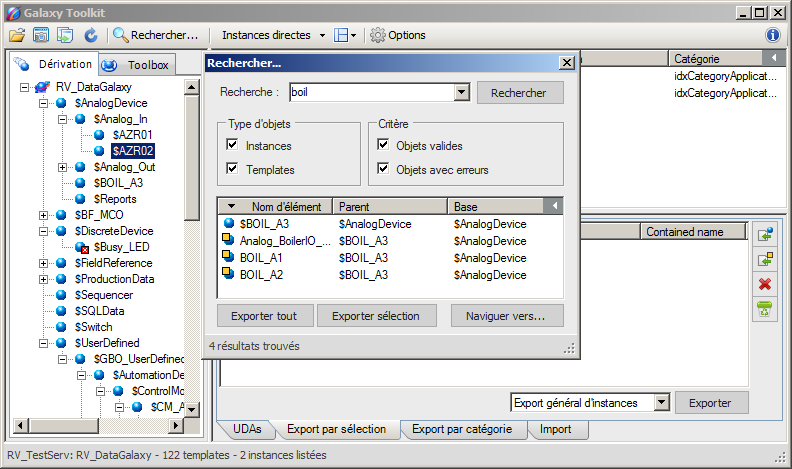 Galaxy Toolkit
Rechercher... Instances directes Options
Dérivation Toolbox
RV_DataGalaxy
$AnalogDevice
$Analog_In
$AZR01
$AZR02
$Analog_Out
$BOIL_A3
$Reports
$BF_MCO
$DiscreteDevice
$Busy_LED
$FieldReference
$ProductionData
$Sequencer
$SQLData
$Switch
$UserDefined
$GBO_UserDefined
$AutomationDe
$ControlMo
$CM_A
Catégorie
idxCategoryApplicat...
idxCategoryApplicat...
Rechercher...
Recherche : boil Rechercher
Type d'objets Critère
Instances Objets valides
Templates Objets avec erreurs
Nom d'élément Parent Base
$BOIL_A3 $AnalogDevice $AnalogDevice
Analog_BoilerIO_... $BOIL_A3 $AnalogDevice
BOIL_A1 $BOIL_A3 $AnalogDevice
BOIL_A2 $BOIL_A3 $AnalogDevice
Exporter tout Exporter sélection Naviguer vers...
4 résultats trouvés
Contained name
Export général d'instances Exporter
UDAs Export par sélection Export par catégorie Import
RV_TestServ: RV_DataGalaxy - 122 templates - 2 instances listées